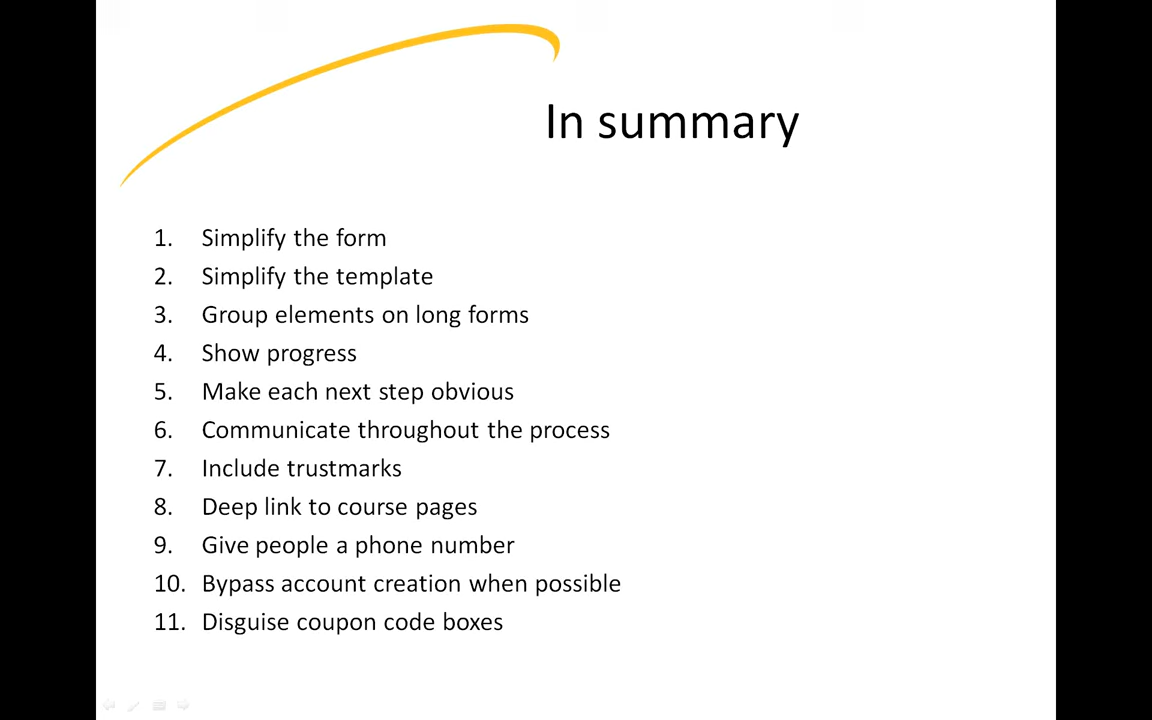 In summary
1. Simplify the form
2. Simplify the template
3. Group elements on long forms
4. Show progress
5. Make each next step obvious
6. Communicate throughout the process
7. Include trustmarks
8. Deep link to course pages
9. Give people a phone number
10. Bypass account creation when possible
11. Disguise coupon code boxes